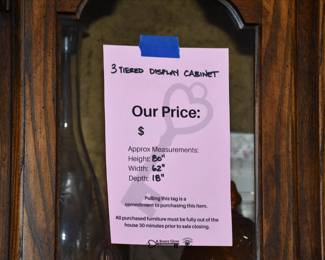 3 TIERED DISPLAY CABINET
Our Price:
$
Approx Measurements:
Height: 80"
Width: 62"
Depth: 18"
Pulling this tag is a
commitment to purchasing this item.
All purchased furniture must be fully out of the
house 30 minutes prior to sale closing.